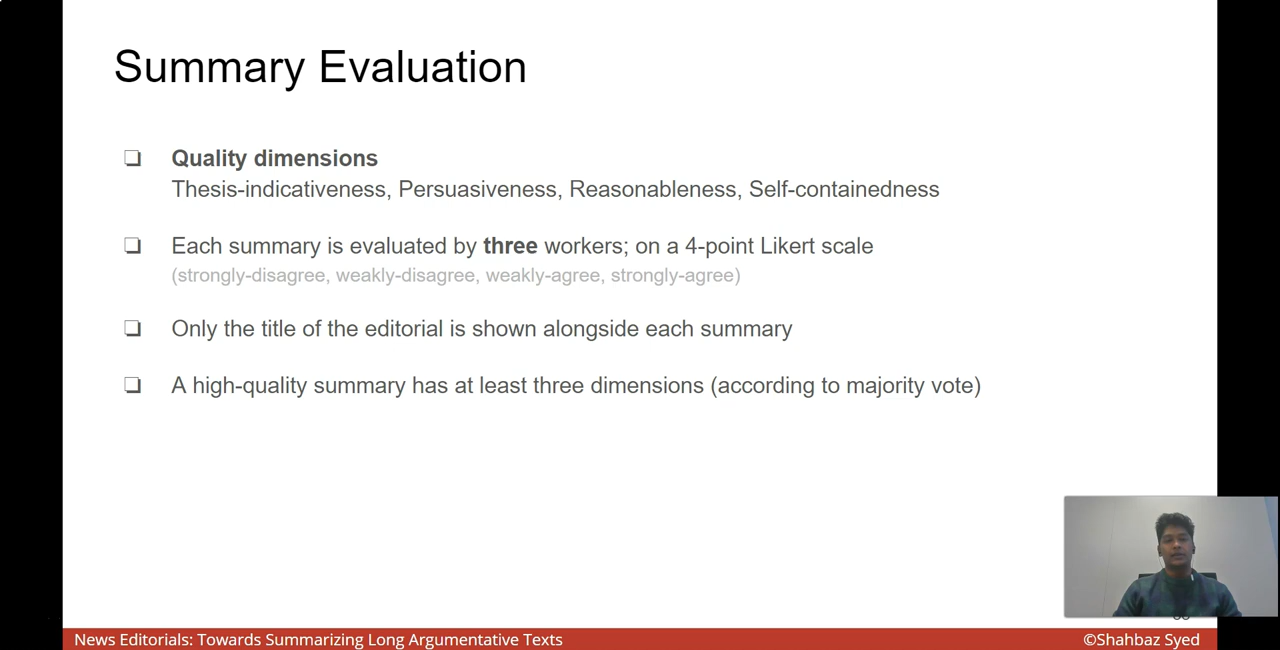 Summary Evaluation
Quality dimensions
Thesis-indicativeness, Persuasiveness, Reasonableness, Self-containedness
Each summary is evaluated by three workers; on a 4-point Likert scale
(strongly-disagree, weakly-disagree, weakly-agree, strongly-agree)
Only the title of the editorial is shown alongside each summary
A high-quality summary has at least three dimensions (according to majority vote)
News Editorials: Towards Summarizing Long Argumentative Texts
©Shahbaz Syed